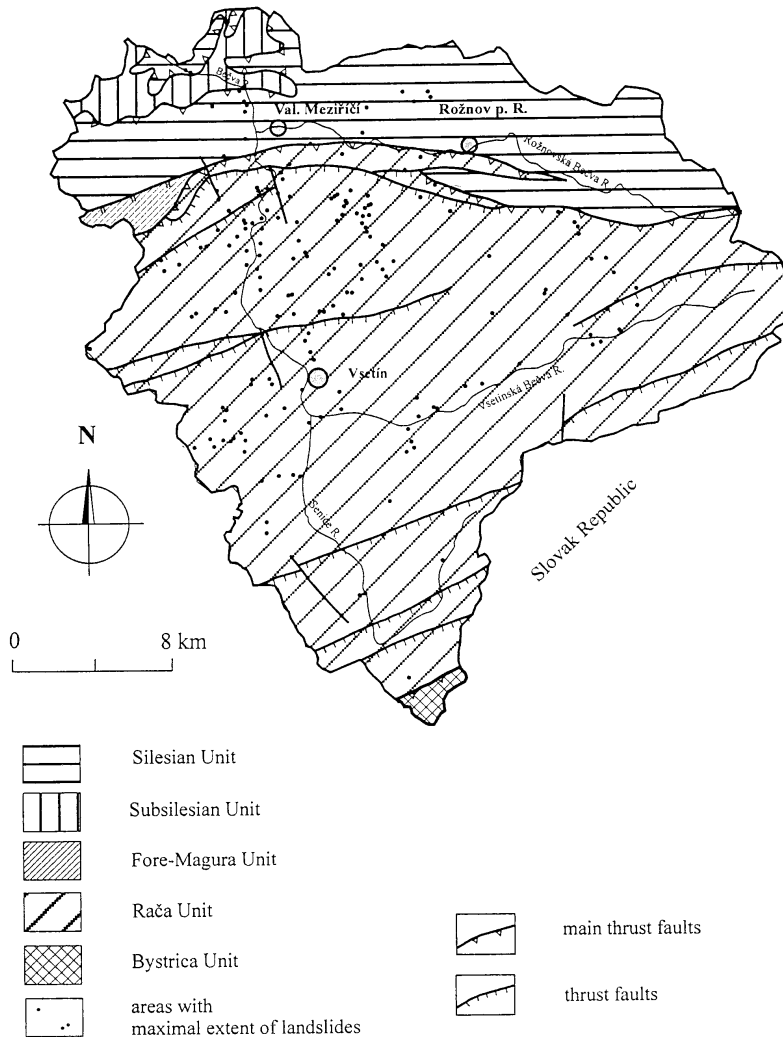 Bečva R.
Val. Meziříčí
Rožnov p. R.
Rožnovská Bečva R.
Vsetín
Vsetínská Bečva R.
N
Senice R.
Slovak Republic
0 8 km
Silesian Unit
Subsilesian Unit
Fore-Magura Unit
Rača Unit
Bystrica Unit
areas with
maximal extent of landslides
main thrust faults
thrust faults